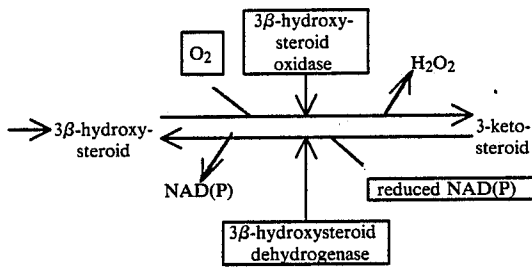 3β-hydroxy-
steroid
oxidase
O₂
H₂O₂
3β-hydroxy-
steroid
3-keto-
steroid
NAD(P)
reduced NAD(P)
3β-hydroxysteroid
dehydrogenase